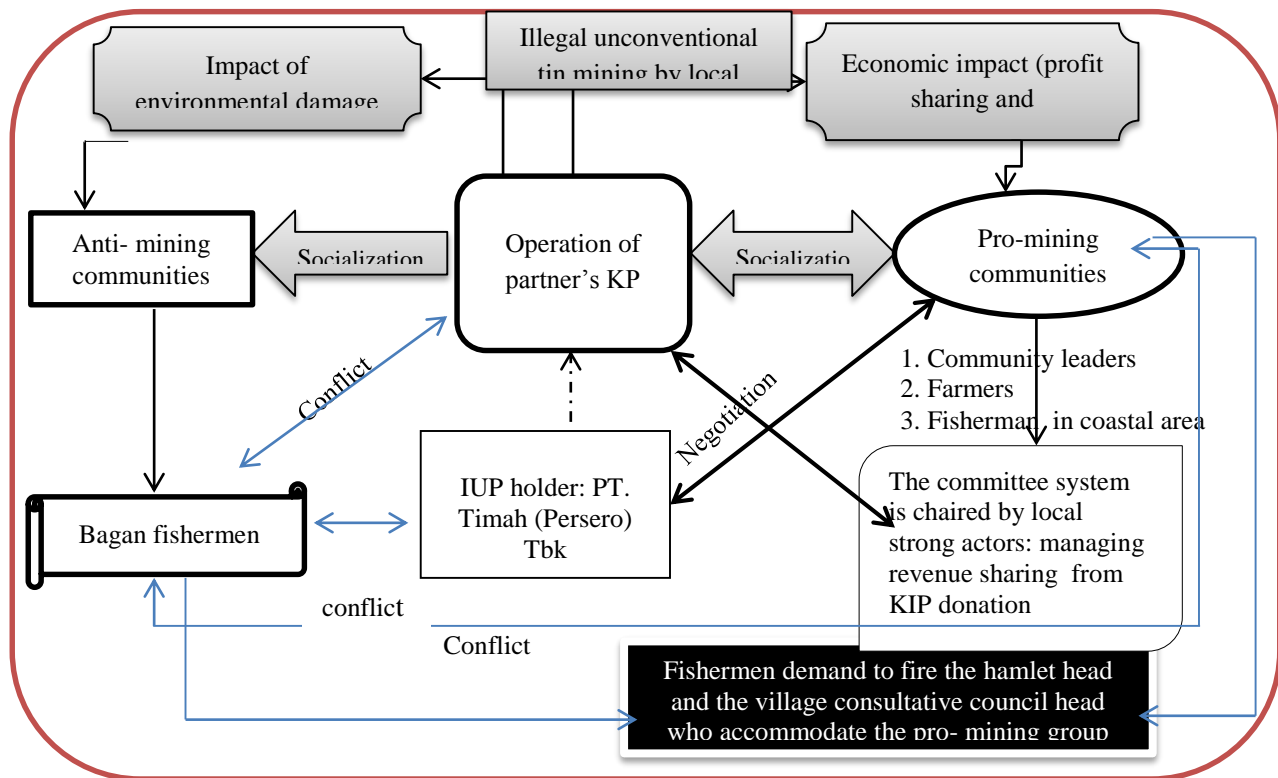 Impact of
environmental damage
Illegal unconventional
tin mining by local
Economic impact (profit
sharing and
Anti- mining
communities
Socialization
Operation of
partner’s KP
Socializatio
Pro-mining
communities
Conflict
Negotiation
1. Community leaders
2. Farmers
3. Fisherman in coastal area
Bagan fishermen
IUP holder: PT.
Timah (Persero)
Tbk
The committee system
is chaired by local
strong actors: managing
revenue sharing from
KIP donation
conflict
Conflict
Fishermen demand to fire the hamlet head
and the village consultative council head
who accommodate the pro- mining group